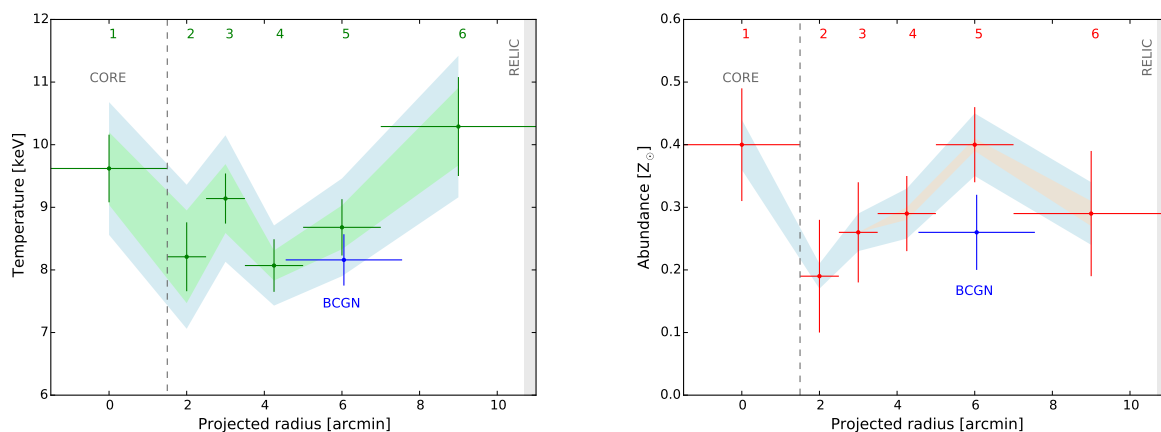 12
11
10
9
8
7
6
Temperature [keV]
1 2 3 4 5 6
CORE
RELIC
BCGN
0 2 4 6 8 10
Projected radius [arcmin]
0.6
0.5
0.4
0.3
0.2
0.1
0.0
Abundance [Z☉]
1 2 3 4 5 6
CORE
RELIC
BCGN
0 2 4 6 8 10
Projected radius [arcmin]